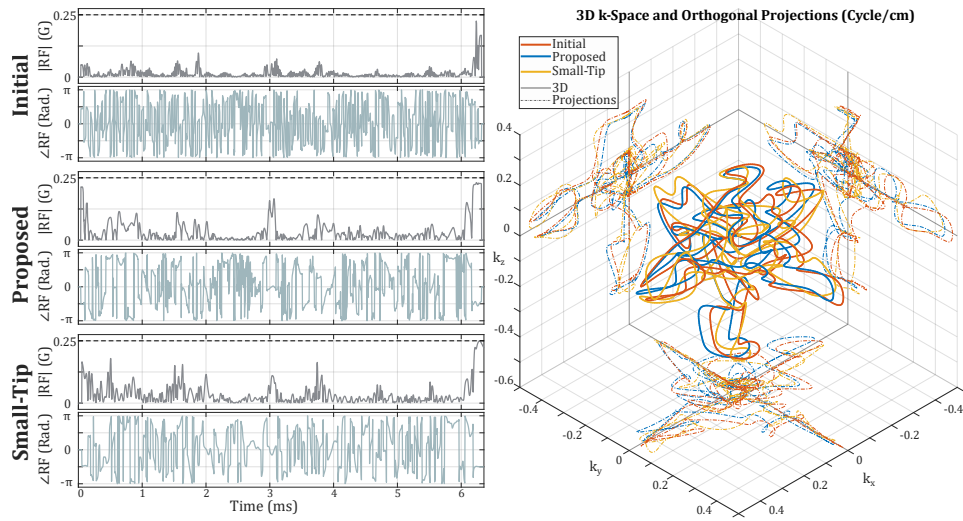 3D k-Space and Orthogonal Projections (Cycle/cm)
Initial
Proposed
Small-Tip
3D
Projections
Initial
|RF| (G)
0.25
0
∠RF (Rad.)
π
0
-π
Proposed
|RF| (G)
0.25
0
∠RF (Rad.)
π
0
-π
Small-Tip
|RF| (G)
0.25
0
∠RF (Rad.)
π
0
-π
0 1 2 3 4 5 6
Time (ms)
0.4
0.2
0
-0.2
-0.4
-0.6
kz
-0.4
-0.2
0
0.2
0.4
ky
-0.4
-0.2
0
0.2
0.4
kx